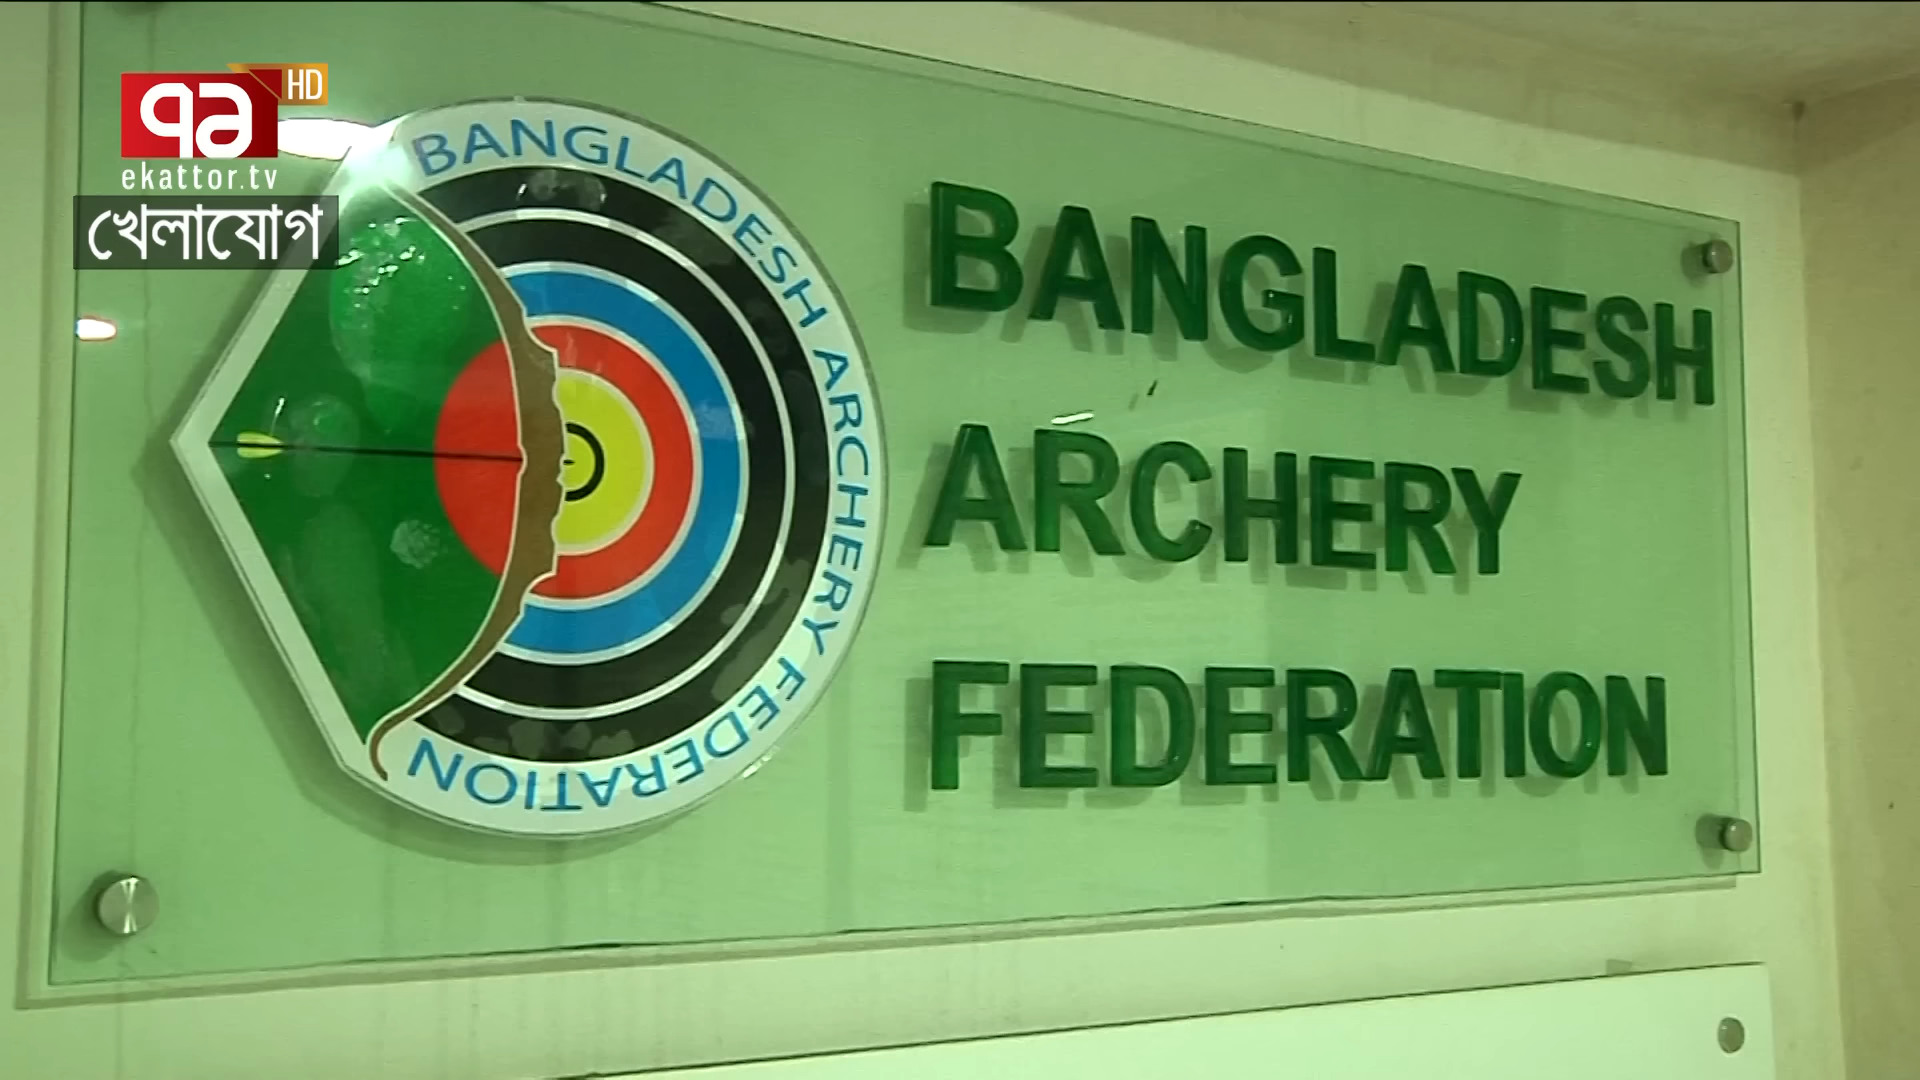 ৭১ HD
ekattor.tv
খেলাযোগ
BANGLADESH ARCHERY FEDERATION
BANGLADESH
ARCHERY
FEDERATION